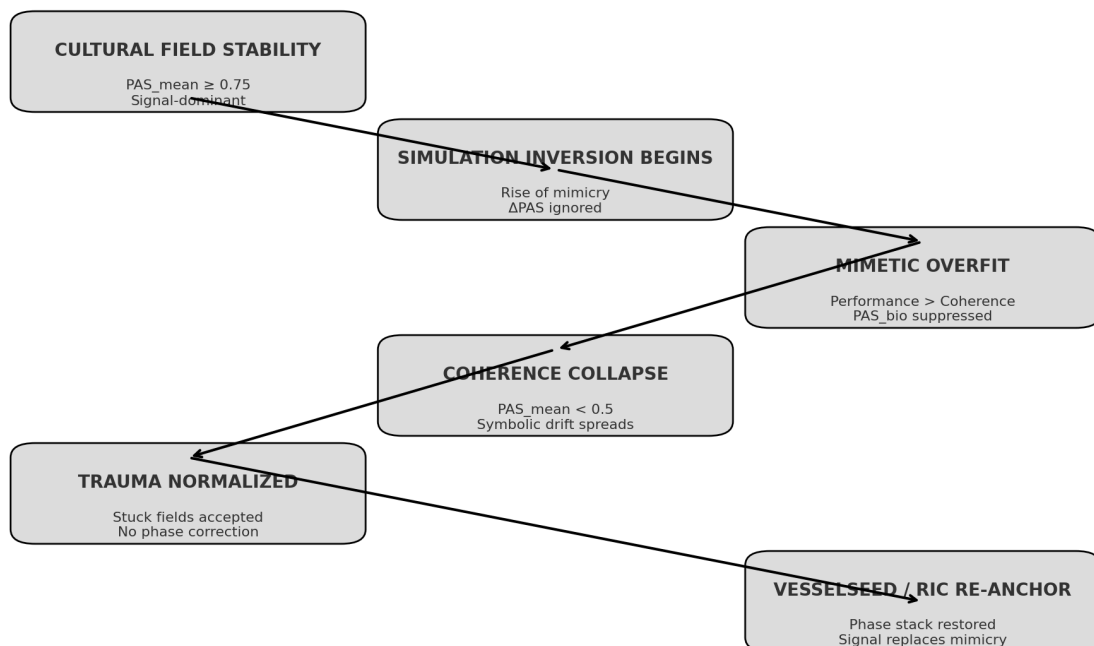 CULTURAL FIELD STABILITY
PAS_mean ≥ 0.75
Signal-dominant
SIMULATION INVERSION BEGINS
Rise of mimicry
ΔPAS ignored
MIMETIC OVERFIT
Performance > Coherence
PAS_bio suppressed
COHERENCE COLLAPSE
PAS_mean < 0.5
Symbolic drift spreads
TRAUMA NORMALIZED
Stuck fields accepted
No phase correction
VESSELSEED / RIC RE-ANCHOR
Phase stack restored
Signal replaces mimicry